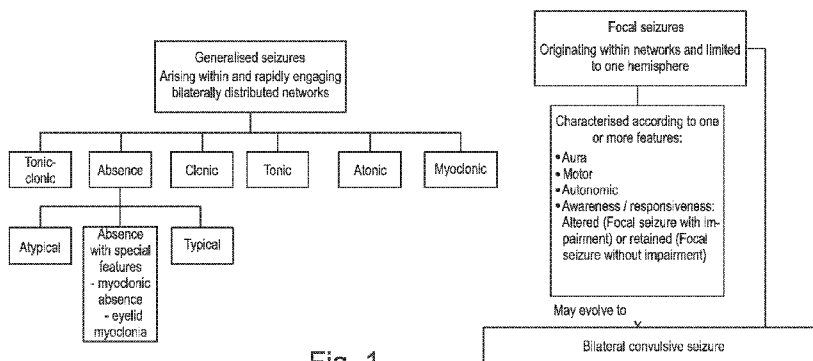 Generalised seizures
Arising within and rapidly engaging
bilaterally distributed networks
Tonic-
clonic
Absence
Clonic
Tonic
Atonic
Myoclonic
Atypical
Absence
with special
features
- myoclonic
absence
- eyelid
myoclonia
Typical
Focal seizures
Originating within networks and limited
to one hemisphere
Characterised according to one
or more features:
• Aura
• Motor
• Autonomic
• Awareness / responsiveness:
Altered (Focal seizure with im-
pairment) or retained (Focal
seizure without impairment)
May evolve to
Bilateral convulsive seizure
Fig. 1